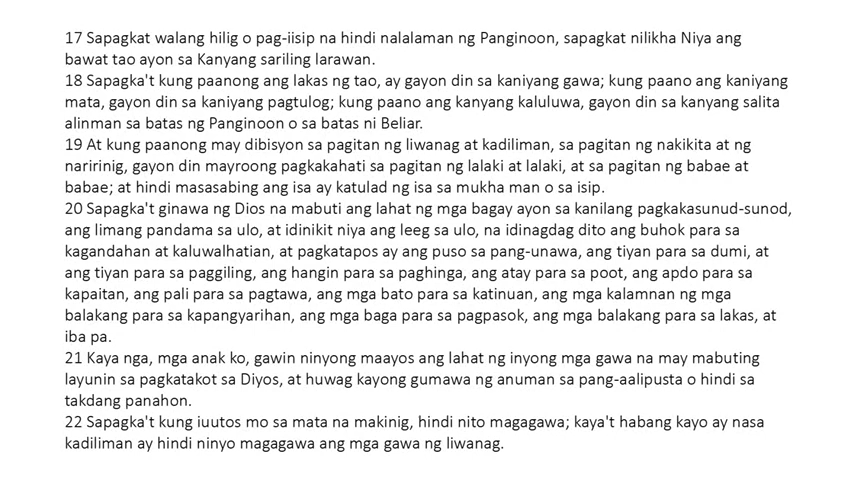 17 Sapagkat walang hilig o pag-iisip na hindi nalalaman ng Panginoon, sapagkat nilikha Niya ang
bawat tao ayon sa Kanyang sariling larawan.
18 Sapagka't kung paanong ang lakas ng tao, ay gayon din sa kaniyang gawa; kung paano ang kaniyang
mata, gayon din sa kaniyang pagtulog; kung paano ang kanyang kaluluwa, gayon din sa kanyang salita
alinman sa batas ng Panginoon o sa batas ni Beliar.
19 At kung paanong may dibisyon sa pagitan ng liwanag at kadiliman, sa pagitan ng nakikita at ng
naririnig, gayon din mayroong pagkakahati sa pagitan ng lalaki at lalaki, at sa pagitan ng babae at
babae; at hindi masasabing ang isa ay katulad ng isa sa mukha man o sa isip.
20 Sapagka't ginawa ng Dios na mabuti ang lahat ng mga bagay ayon sa kanilang pagkakasunud-sunod,
ang limang pandama sa ulo, at idinikit niya ang leeg sa ulo, na idinagdag dito ang buhok para sa
kagandahan at kaluwalhatian, at pagkatapos ay ang puso sa pang-unawa, ang tiyan para sa dumi, at
ang tiyan para sa paggiling, ang hangin para sa paghinga, ang atay para sa poot, ang apdo para sa
kapaitan, ang pali para sa pagtawa, ang mga bato para sa katinuan, ang mga kalamnan ng mga
balakang para sa kapangyarihan, ang mga baga para sa pagpasok, ang mga balakang para sa lakas, at
iba pa.
21 Kaya nga, mga anak ko, gawin ninyong maayos ang lahat ng inyong mga gawa na may mabuting
layunin sa pagkatakot sa Diyos, at huwag kayong gumawa ng anuman sa pang-aalipusta o hindi sa
takdang panahon.
22 Sapagka't kung iuutos mo sa mata na makinig, hindi nito magagawa; kaya't habang kayo ay nasa
kadiliman ay hindi ninyo magagawa ang mga gawa ng liwanag.